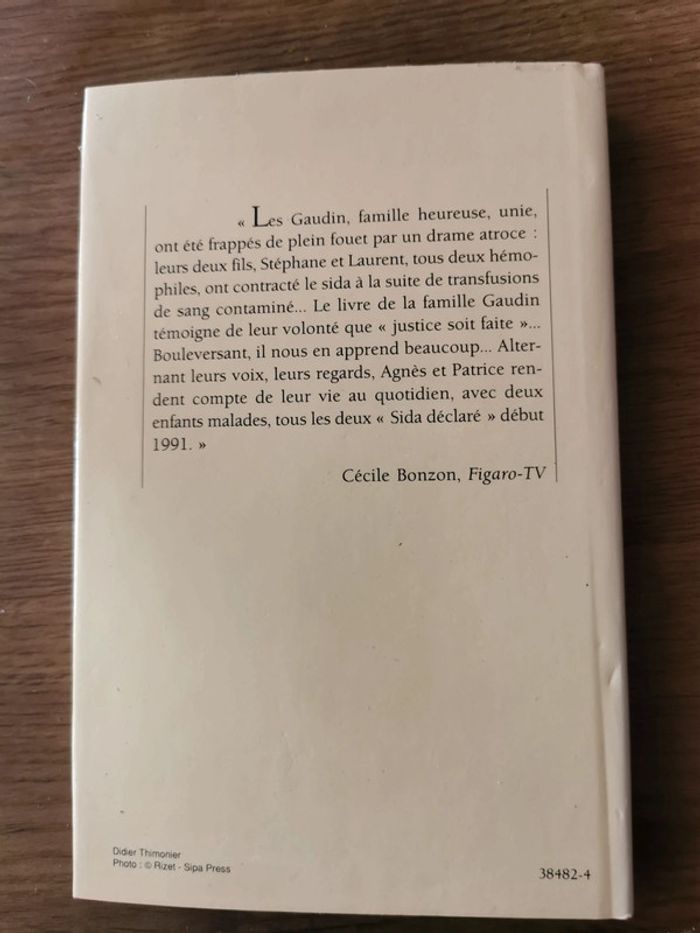 « Les Gaudin, famille heureuse, unie,
ont été frappés de plein fouet par un drame atroce :
leurs deux fils, Stéphane et Laurent, tous deux hémo-
philes, ont contracté le sida à la suite de transfusions
de sang contaminé... Le livre de la famille Gaudin
témoigne de leur volonté que « justice soit faite »...
Bouleversant, il nous en apprend beaucoup... Alter-
nant leurs voix, leurs regards, Agnès et Patrice ren-
dent compte de leur vie au quotidien, avec deux
enfants malades, tous les deux « Sida déclaré » début
1991. »
Cécile Bonzon, Figaro-TV
Didier Thimonier
Photo : © Rizet - Sipa Press
38482-4